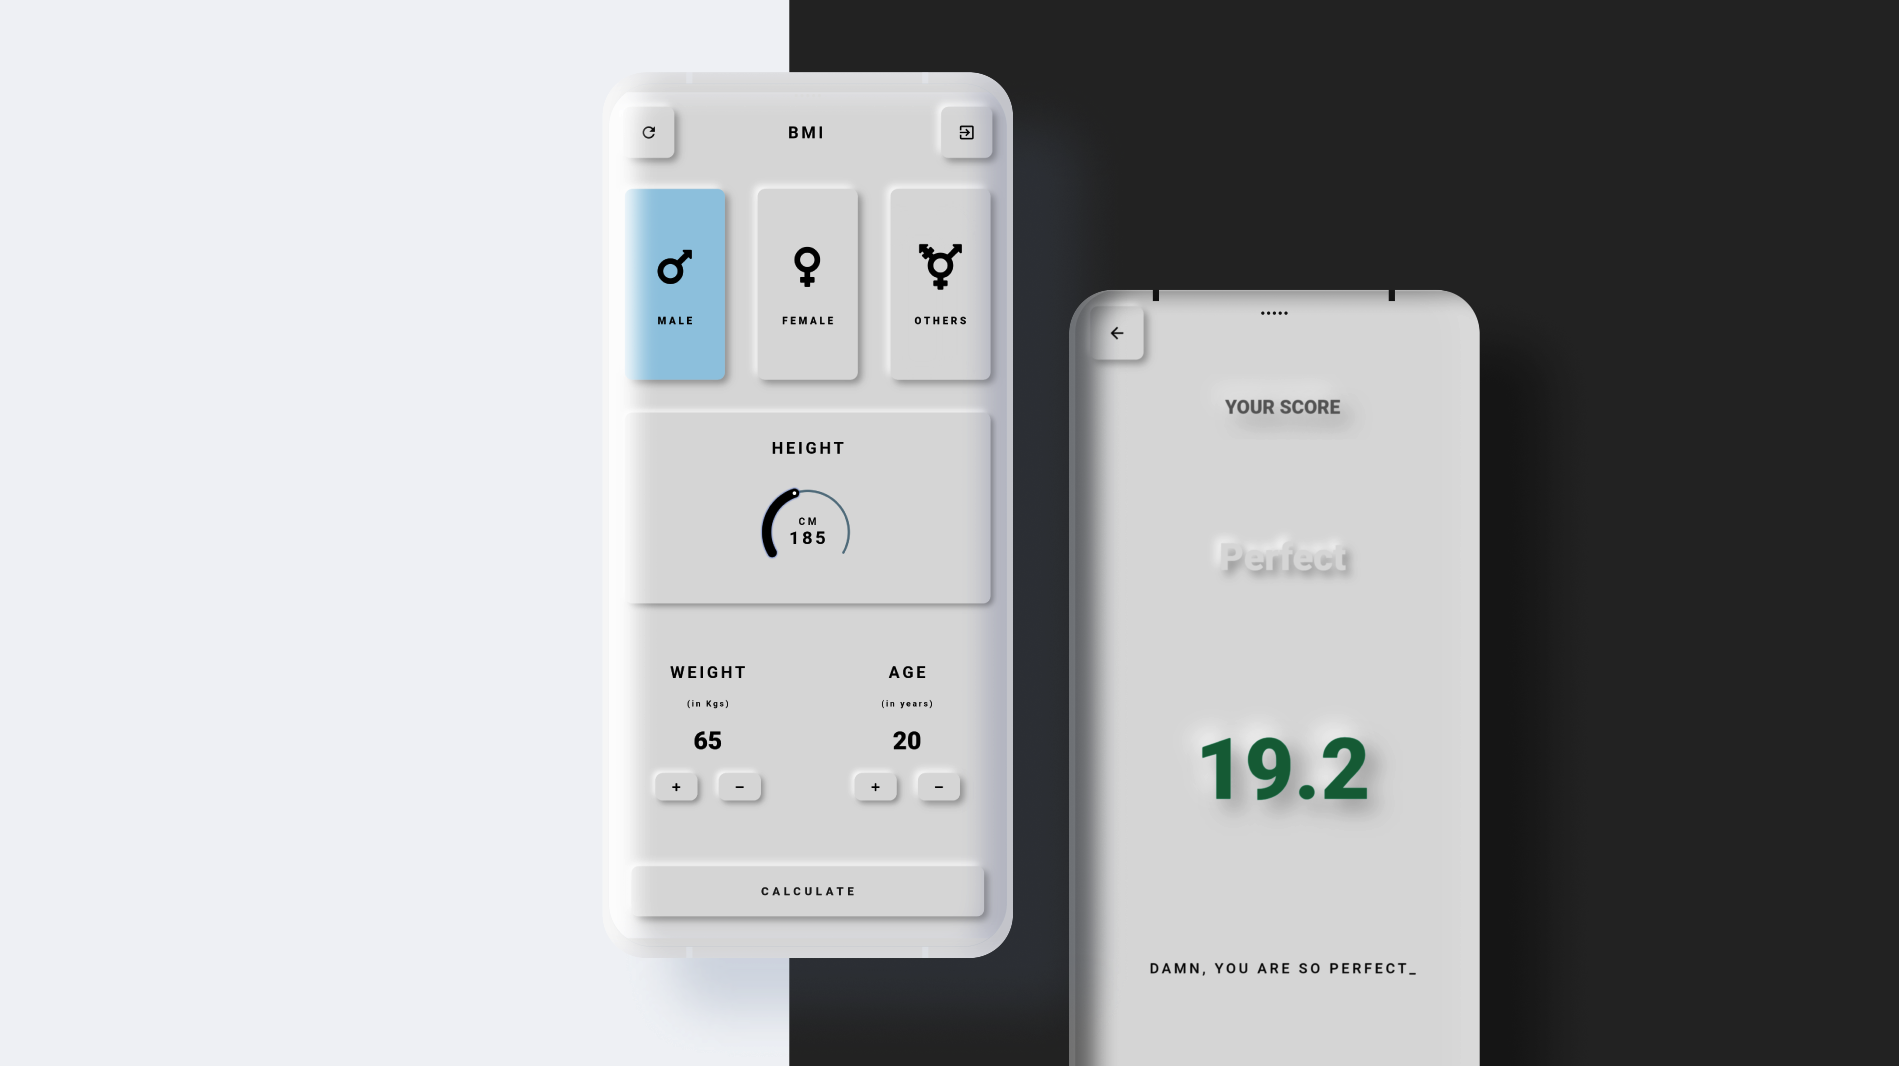 BMI
MALE
FEMALE
OTHERS
HEIGHT
CM
185
WEIGHT
(in Kgs)
65
+
−
AGE
(in years)
20
+
−
CALCULATE
YOUR SCORE
Perfect
19.2
DAMN, YOU ARE SO PERFECT_